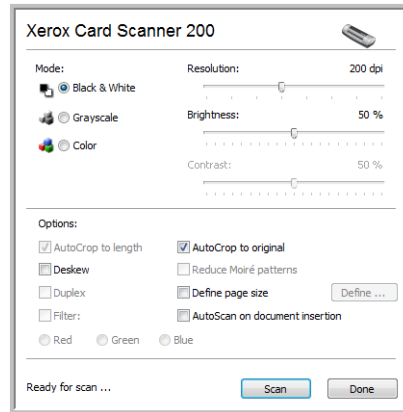 Xerox Card Scanner 200
Mode:
Resolution: 200 dpi
Black & White
Grayscale
Brightness: 50 %
Color
Contrast: 50 %
Options:
AutoCrop to length
AutoCrop to original
Deskew
Reduce Moiré patterns
Duplex
Define page size
Define ...
Filter:
AutoScan on document insertion
Red Green Blue
Ready for scan ...
Scan
Done